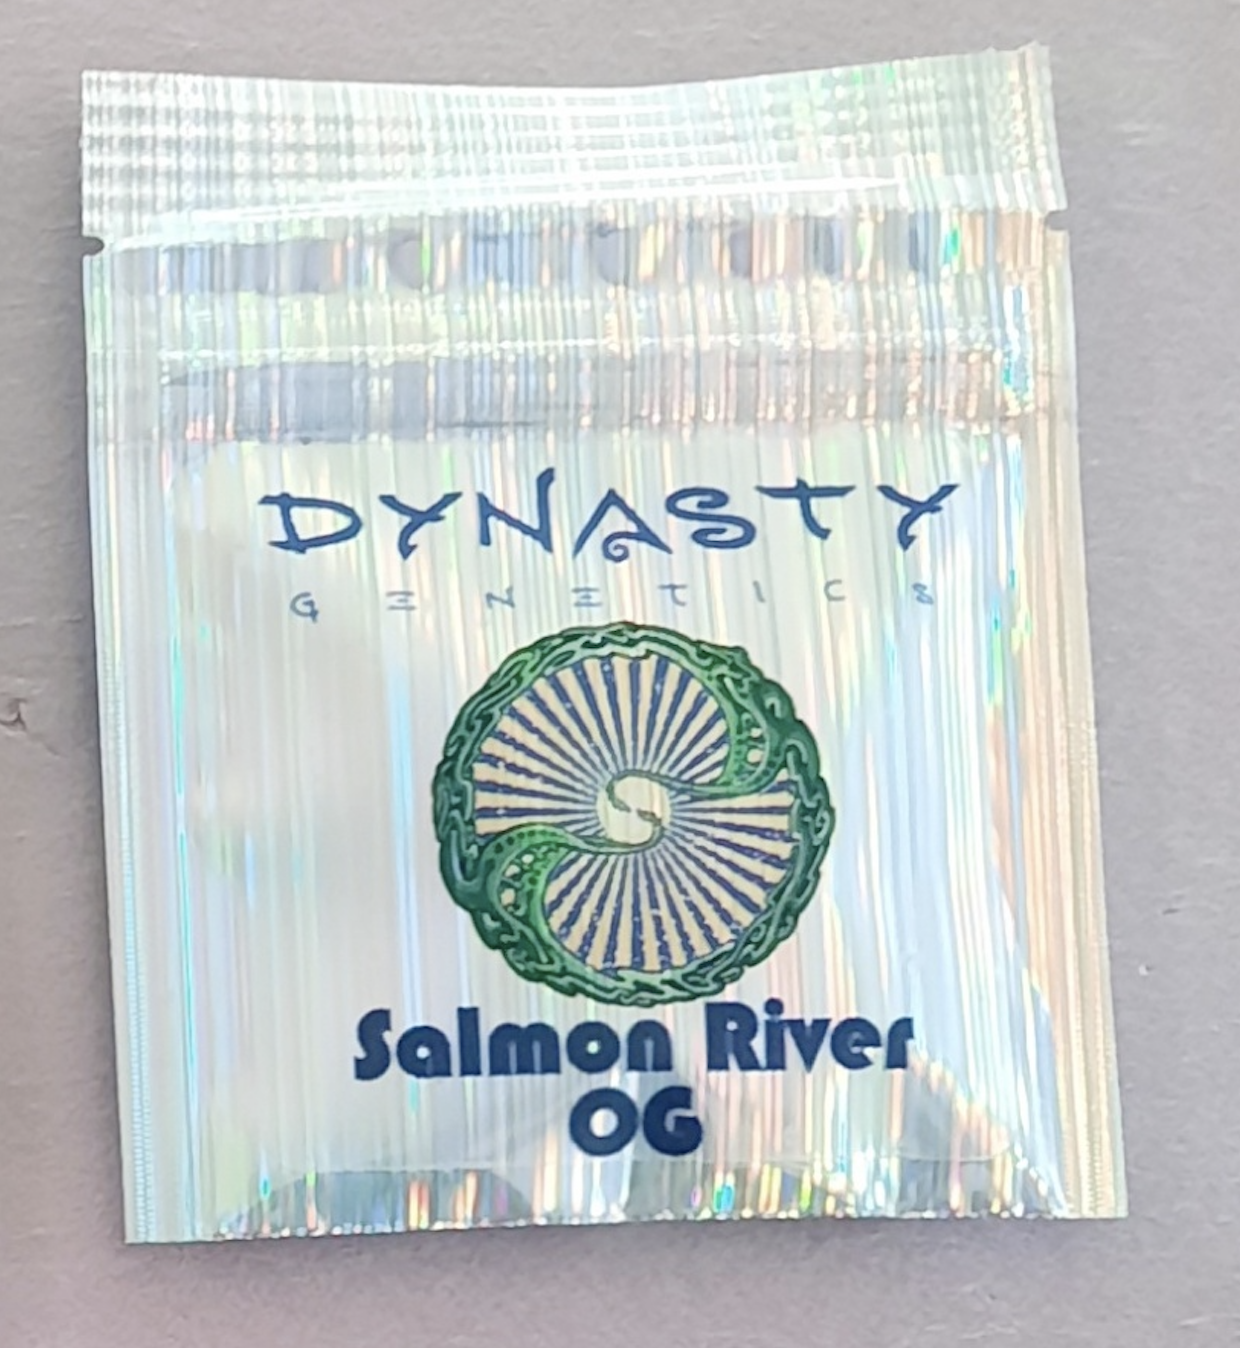 DYNASTY
GENETICS
Salmon River
OG